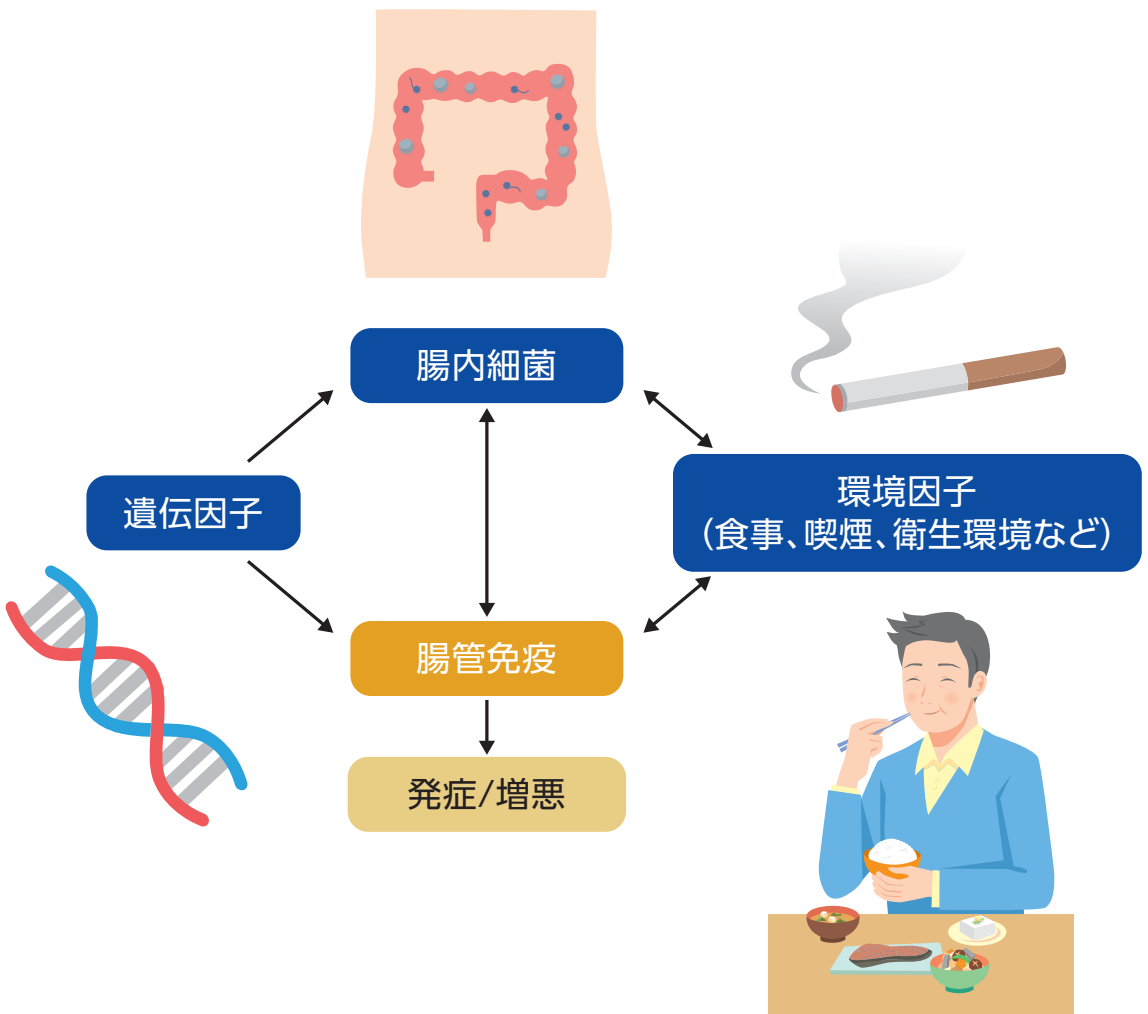 腸内細菌
遺伝因子
環境因子
(食事、喫煙、衛生環境など)
腸管免疫
発症/増悪